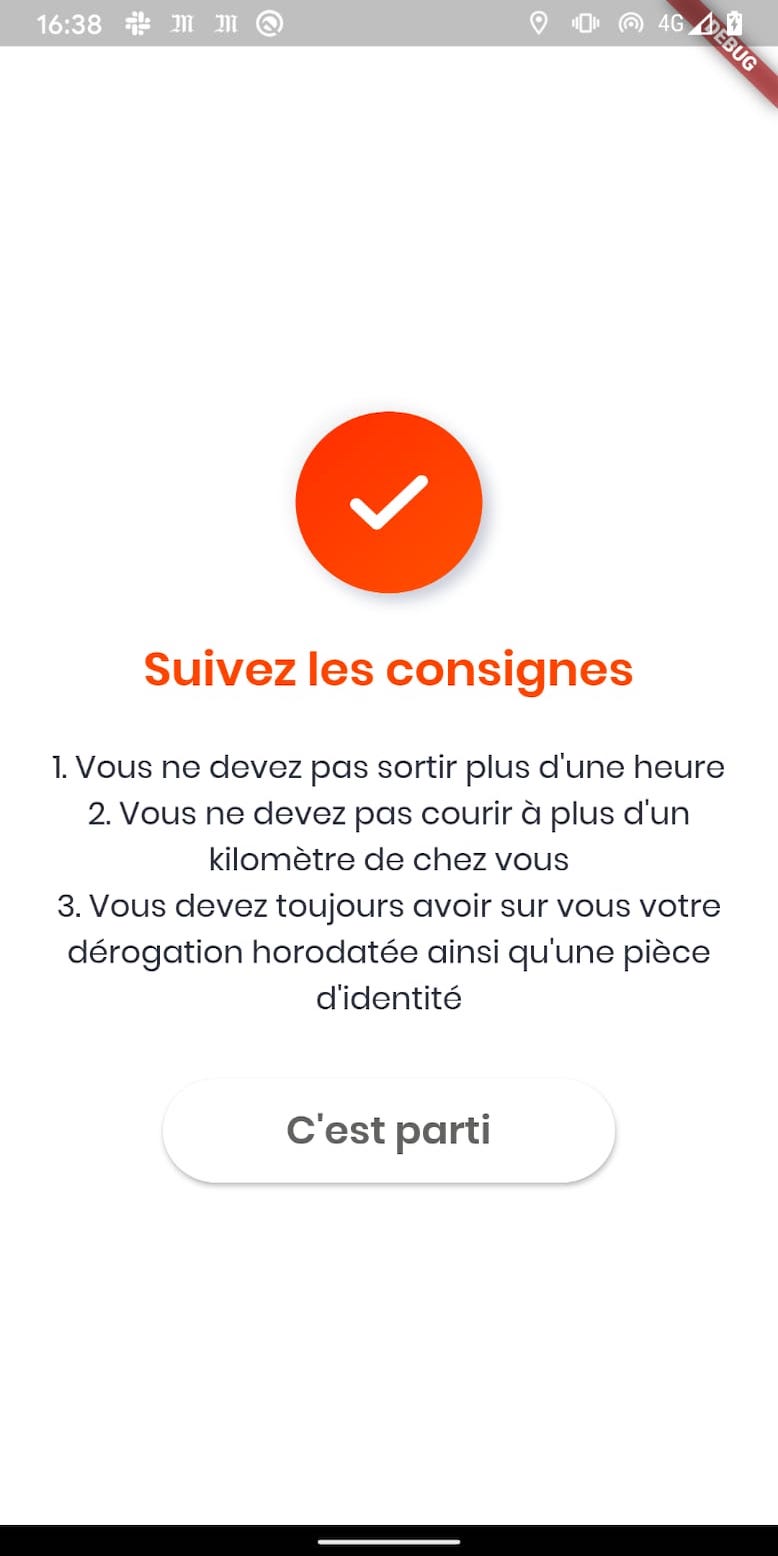 16:38
4G
DEBUG
Suivez les consignes
1. Vous ne devez pas sortir plus d'une heure
2. Vous ne devez pas courir à plus d'un
kilomètre de chez vous
3. Vous devez toujours avoir sur vous votre
dérogation horodatée ainsi qu'une pièce
d'identité
C'est parti